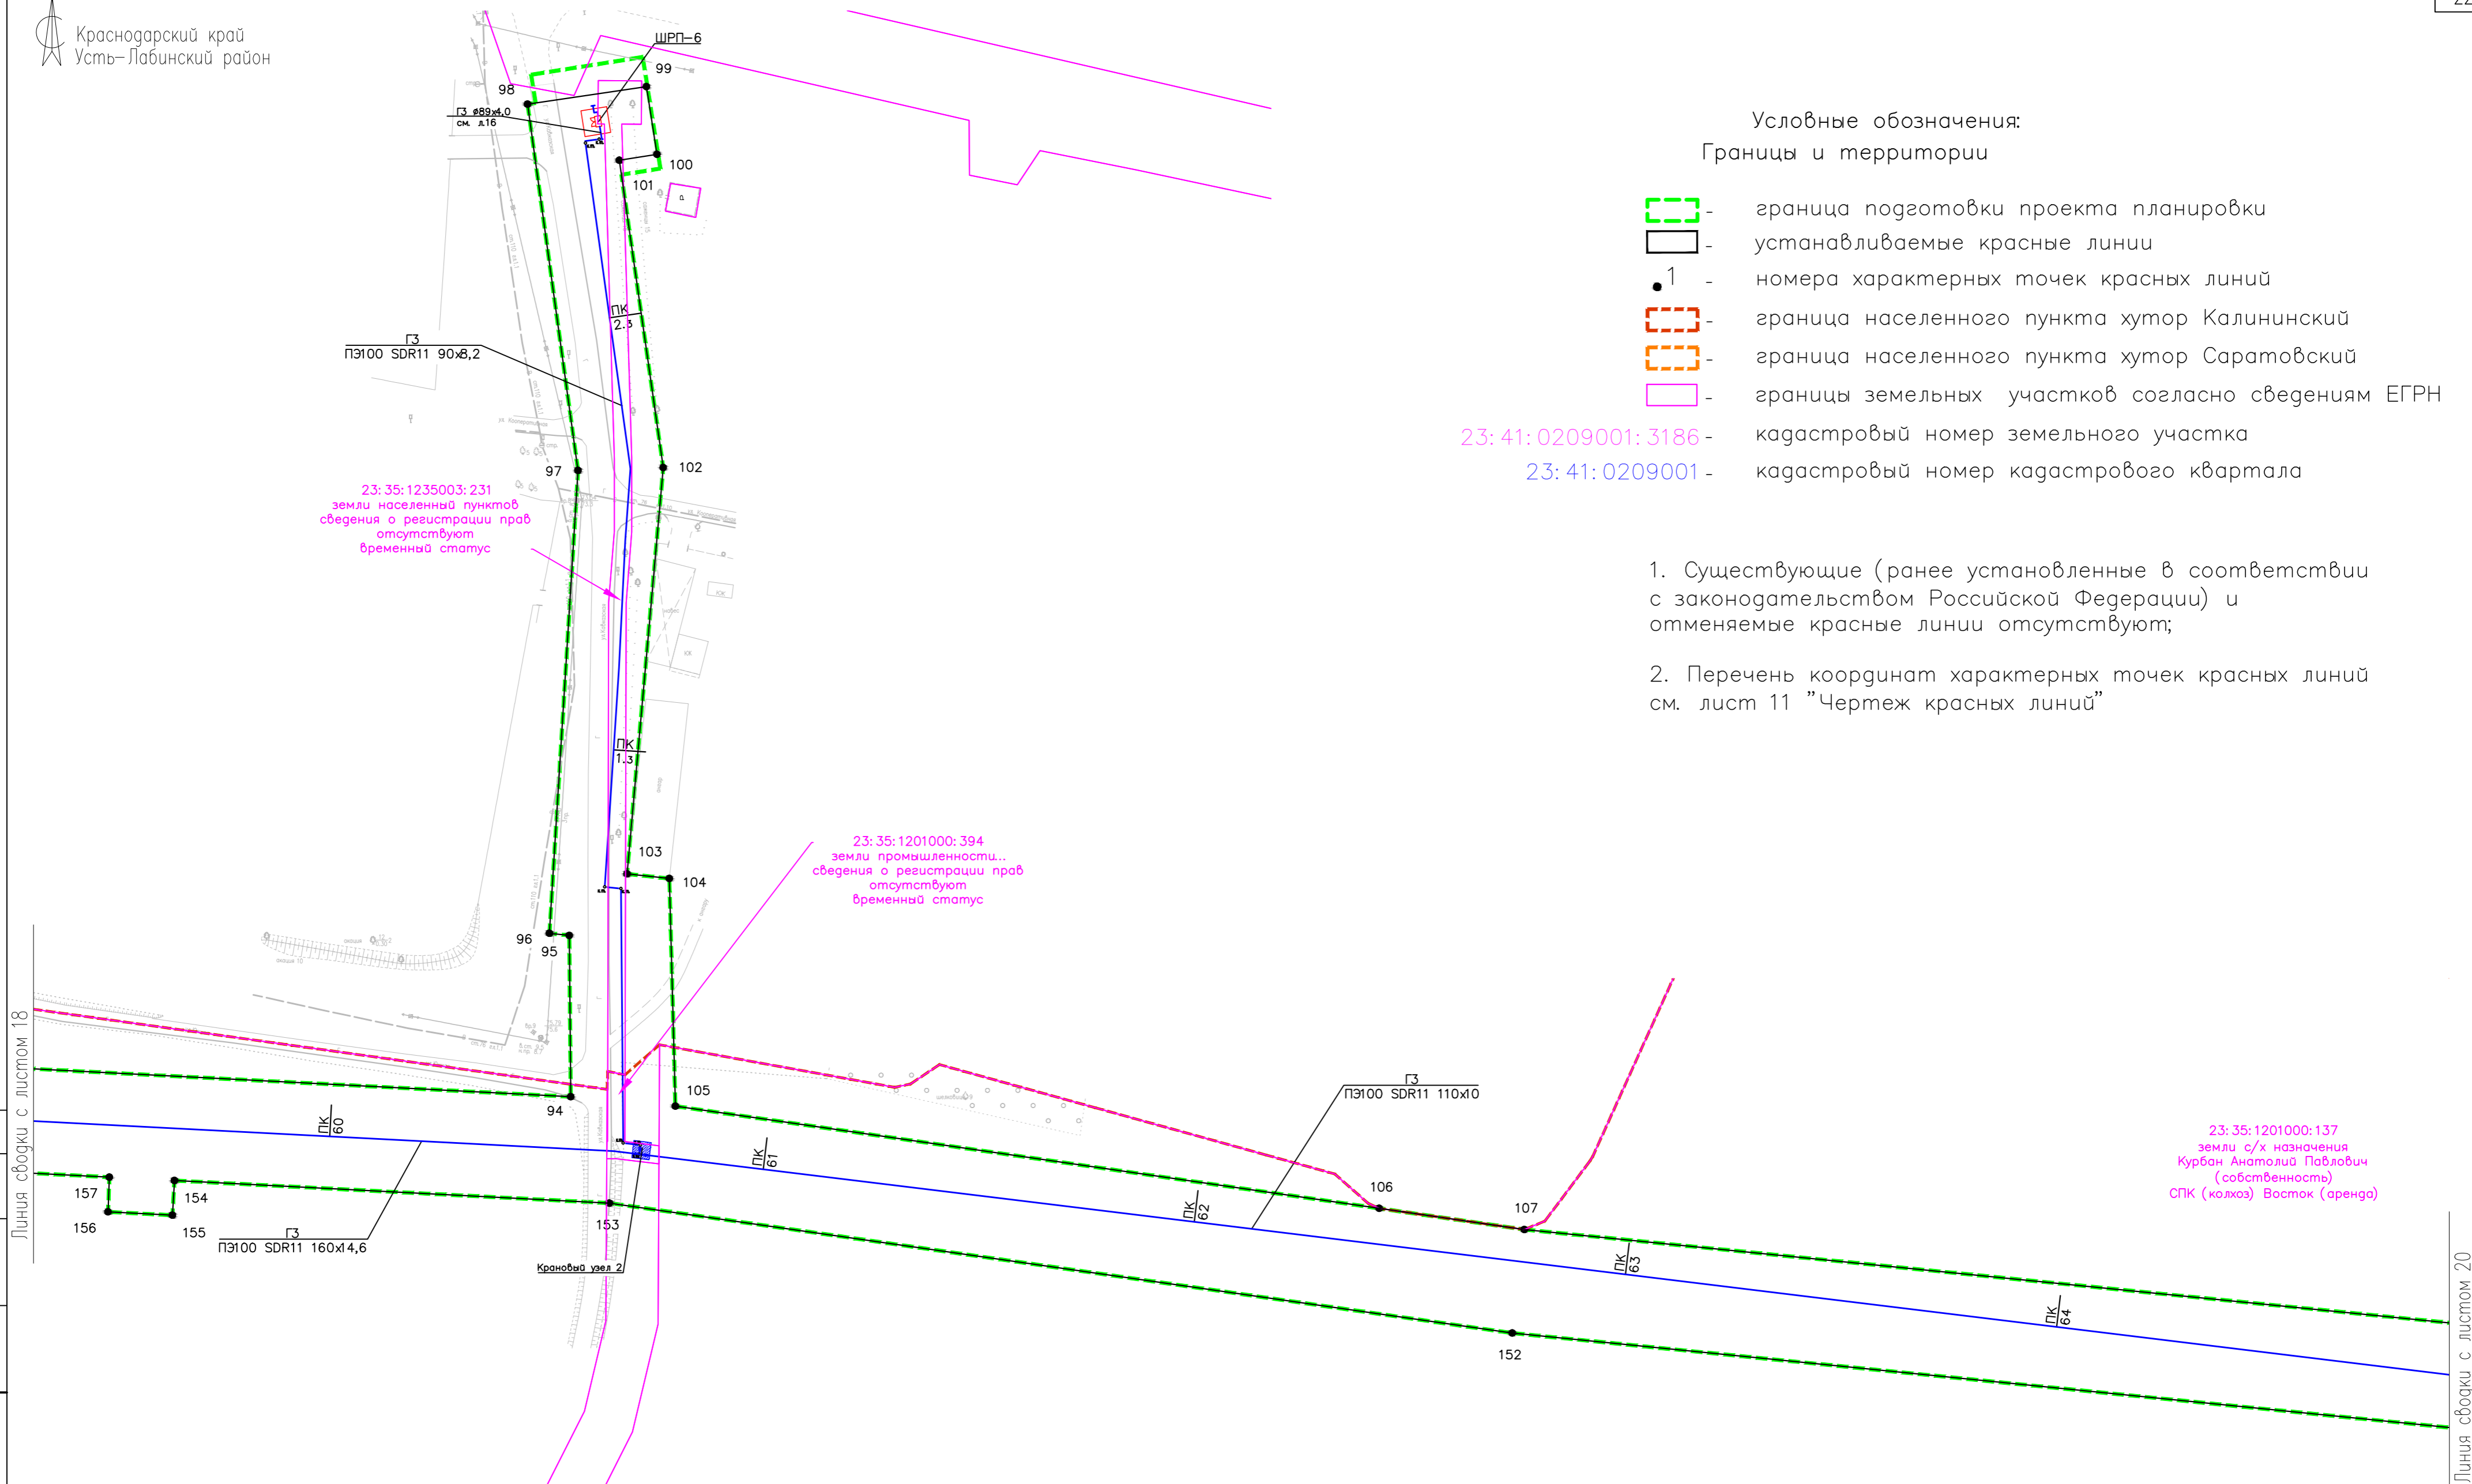 22
Краснодарский край
Усть-Лабинский район
ШРП-6
99
98
Г3 ø89х4,0
см. л.16
100
101
ПК
2.3
Г3
ПЭ100 SDR11 90х8,2
ул. Кооперативная
97
102
23:35:1235003:231
земли населенный пунктов
сведения о регистрации прав
отсутствуют
временный статус
КЖ
КЖ
ПК
1.3
103
104
96
95
акация
акация 10
23:35:1201000:394
земли промышленности...
сведения о регистрации прав
отсутствуют
временный статус
94
105
Линия сводки с листом 18
ПК
60
ПК
61
157
154
156
155
153
Г3
ПЭ100 SDR11 160х14,6
Крановый узел 2
Г3
ПЭ100 SDR11 110х10
106
107
ПК
62
ПК
63
ПК
64
152
23:35:1201000:137
земли с/х назначения
Курбан Анатолий Павлович
(собственность)
СПК (колхоз) Восток (аренда)
Линия сводки с листом 20
Условные обозначения:
Границы и территории
- граница подготовки проекта планировки
- устанавливаемые красные линии
1 - номера характерных точек красных линий
- граница населенного пункта хутор Калининский
- граница населенного пункта хутор Саратовский
- границы земельных участков согласно сведениям ЕГРН
23:41:0209001:3186 - кадастровый номер земельного участка
23:41:0209001 - кадастровый номер кадастрового квартала
1. Существующие (ранее установленные в соответствии
с законодательством Российской Федерации) и
отменяемые красные линии отсутствуют;
2. Перечень координат характерных точек красных линий
см. лист 11 "Чертеж красных линий"